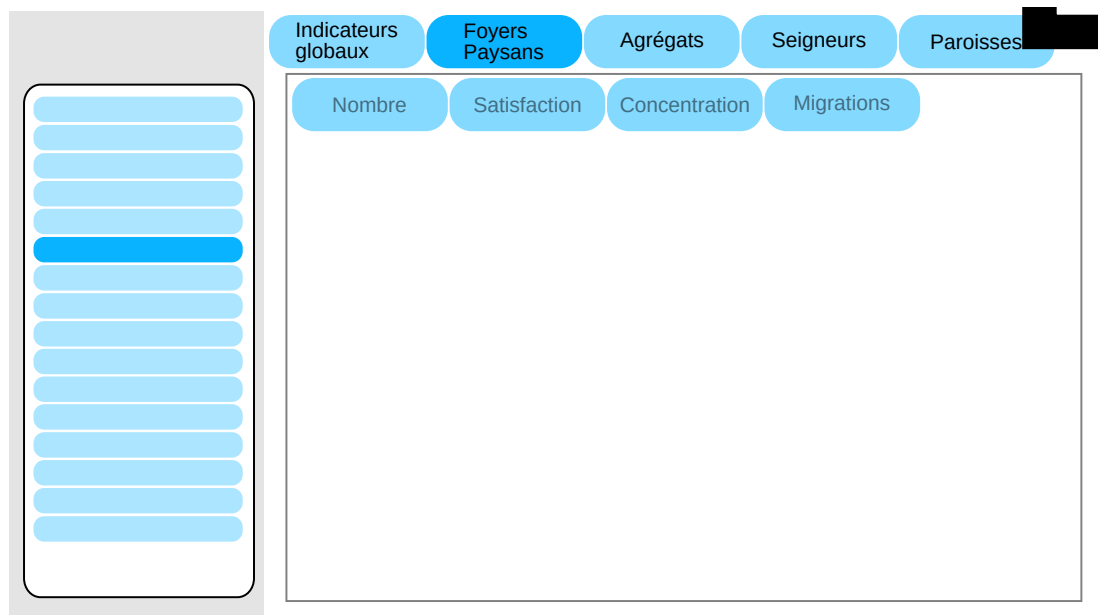 Indicateurs
globaux
Foyers
Paysans
Agrégats
Seigneurs
Paroisses
Nombre
Satisfaction
Concentration
Migrations